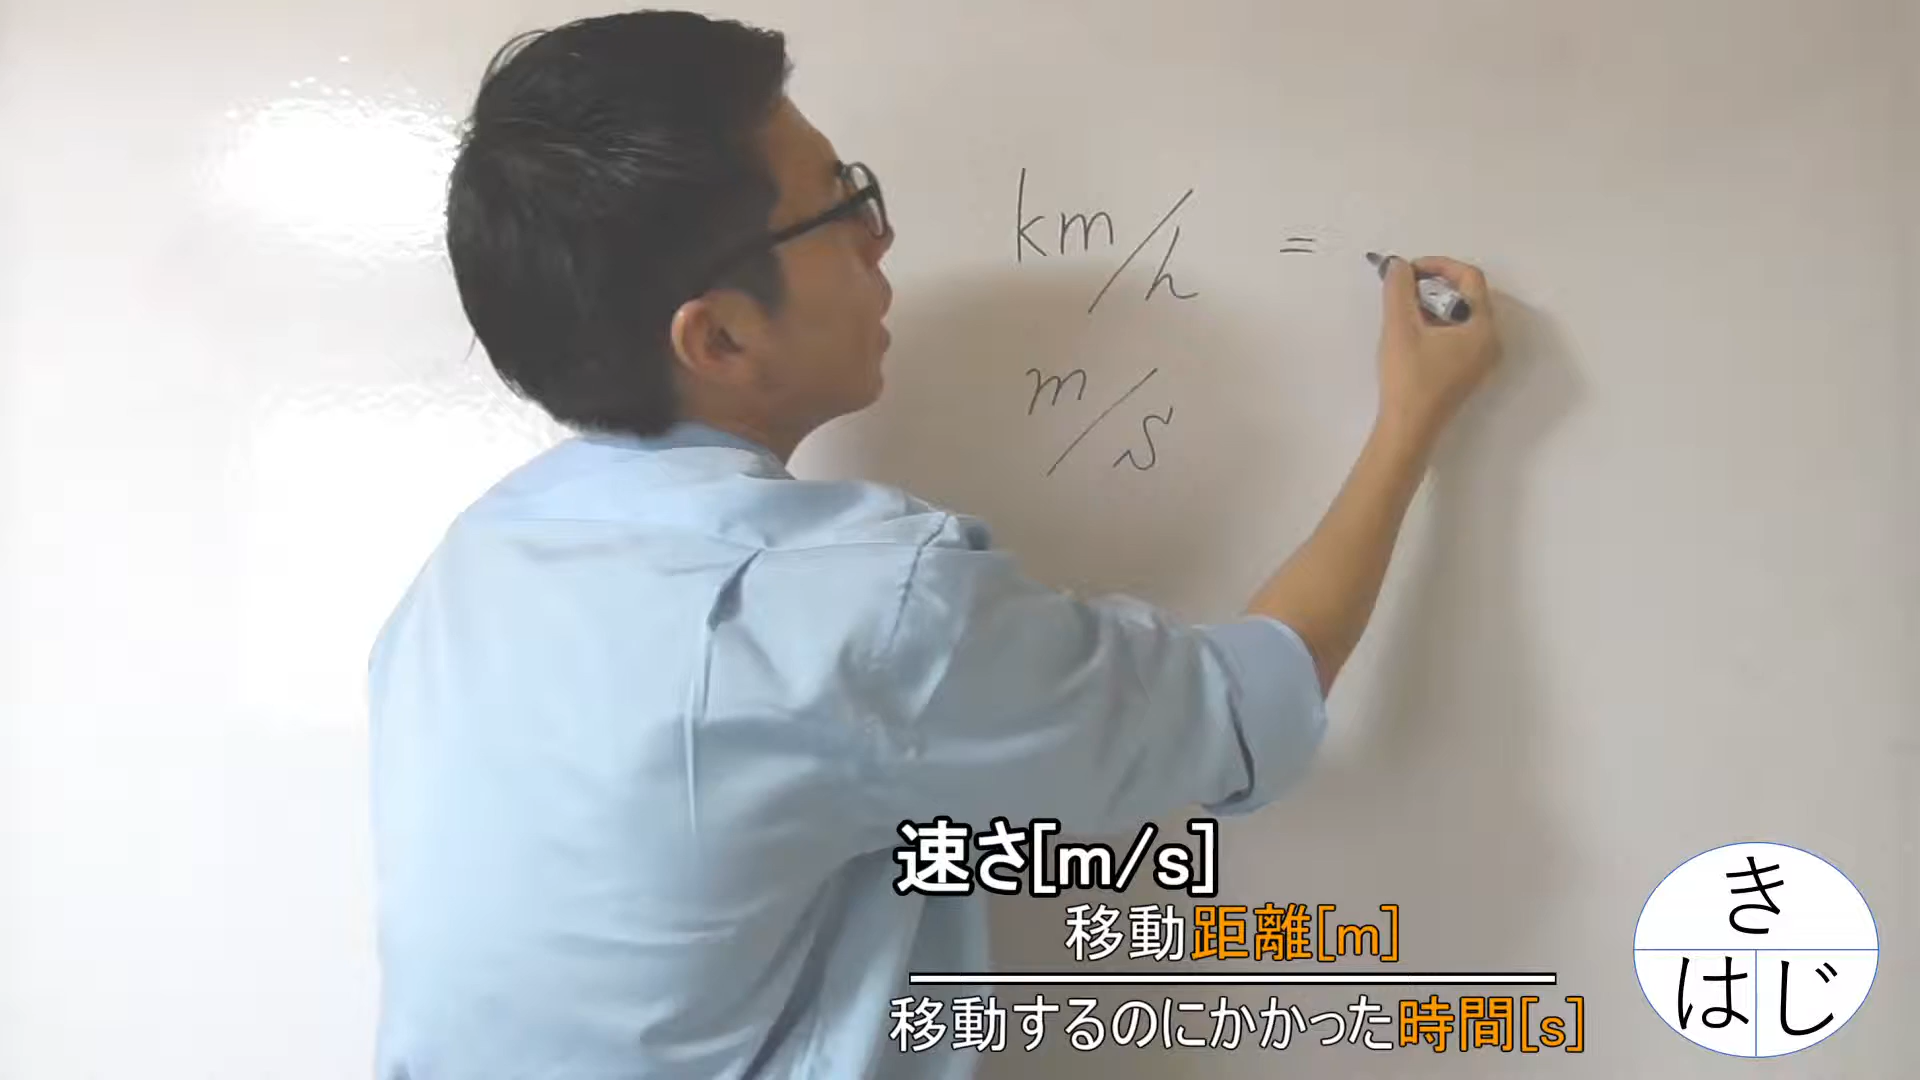 km/h =
m/s
速さ[m/s]
移動距離[m]
移動するのにかかった時間[s]
き
はじ